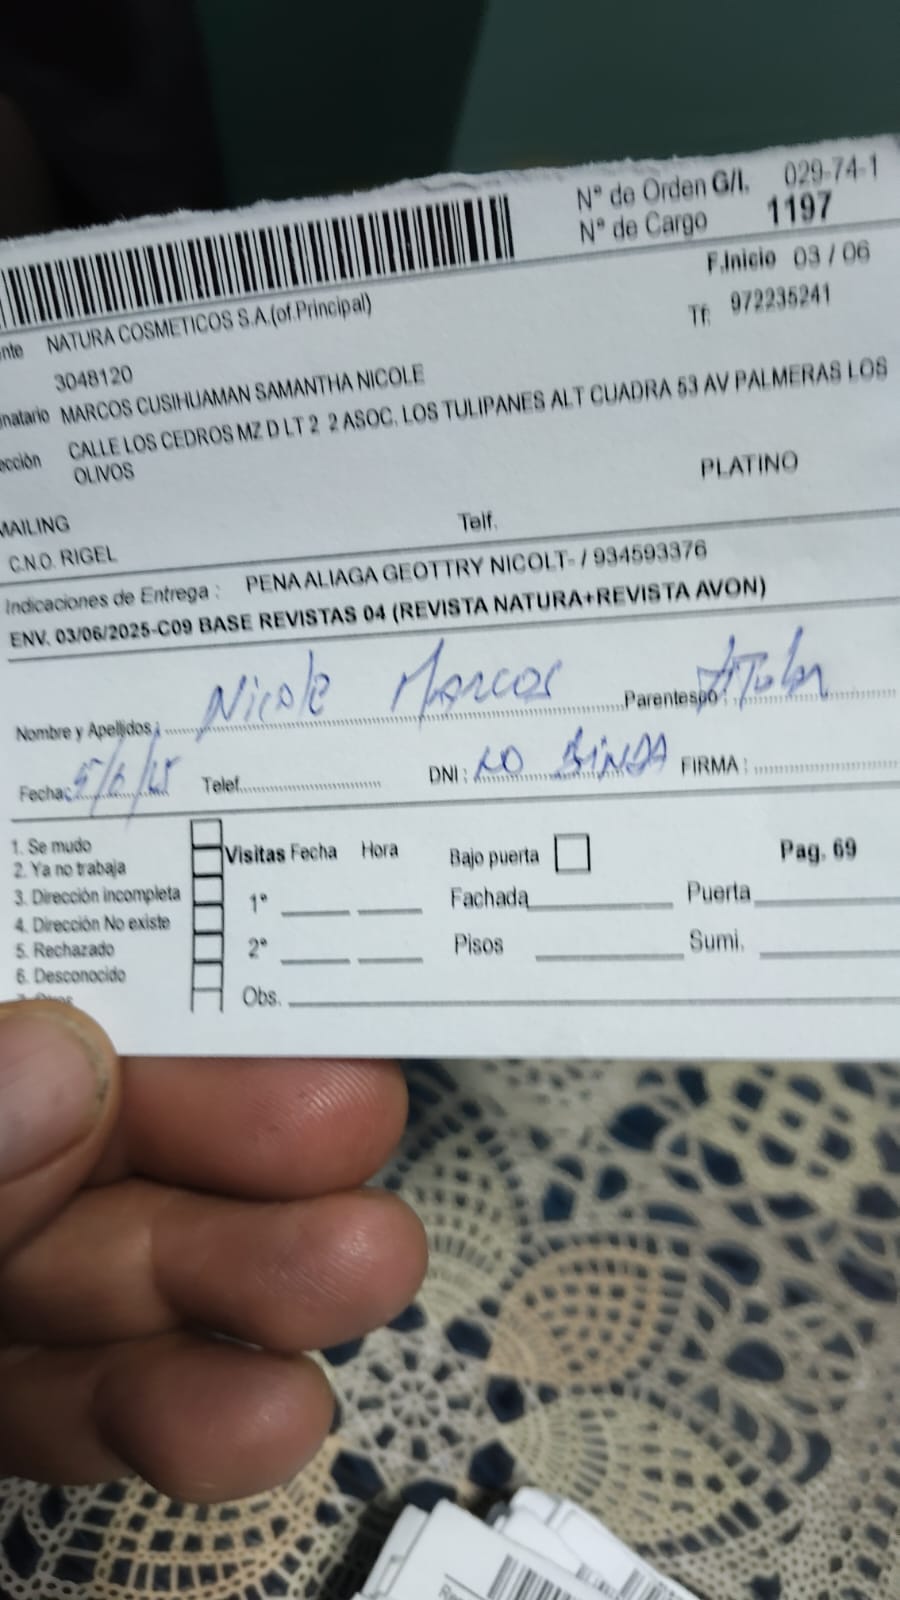 N° de Orden G/I. 029-74-1
N° de Cargo 1197
F.Inicio 03 / 06
nte NATURA COSMETICOS S.A.(of.Principal)
Tf: 972235241
3048120
inatario MARCOS CUSIHUAMAN SAMANTHA NICOLE
ección CALLE LOS CEDROS MZ D LT 2 2 ASOC. LOS TULIPANES ALT CUADRA 53 AV PALMERAS LOS
OLIVOS
PLATINO
MAILING
Telf.
C.N.O. RIGEL
Indicaciones de Entrega : PENA ALIAGA GEOTTRY NICOLT- / 934593376
ENV. 03/06/2025-C09 BASE REVISTAS 04 (REVISTA NATURA+REVISTA AVON)
Nombre y Apellidos : Nicole Marcos Parentesco : Titular
Fecha: 5/6/25 Telef. DNI : NO BINDA FIRMA :
1. Se mudo
2. Ya no trabaja
3. Dirección incompleta
4. Dirección No existe
5. Rechazado
6. Desconocido
7. Otros
Visitas Fecha Hora
1°
2°
Obs.
Bajo puerta
Fachada
Pisos
Pag. 69
Puerta
Sumi.